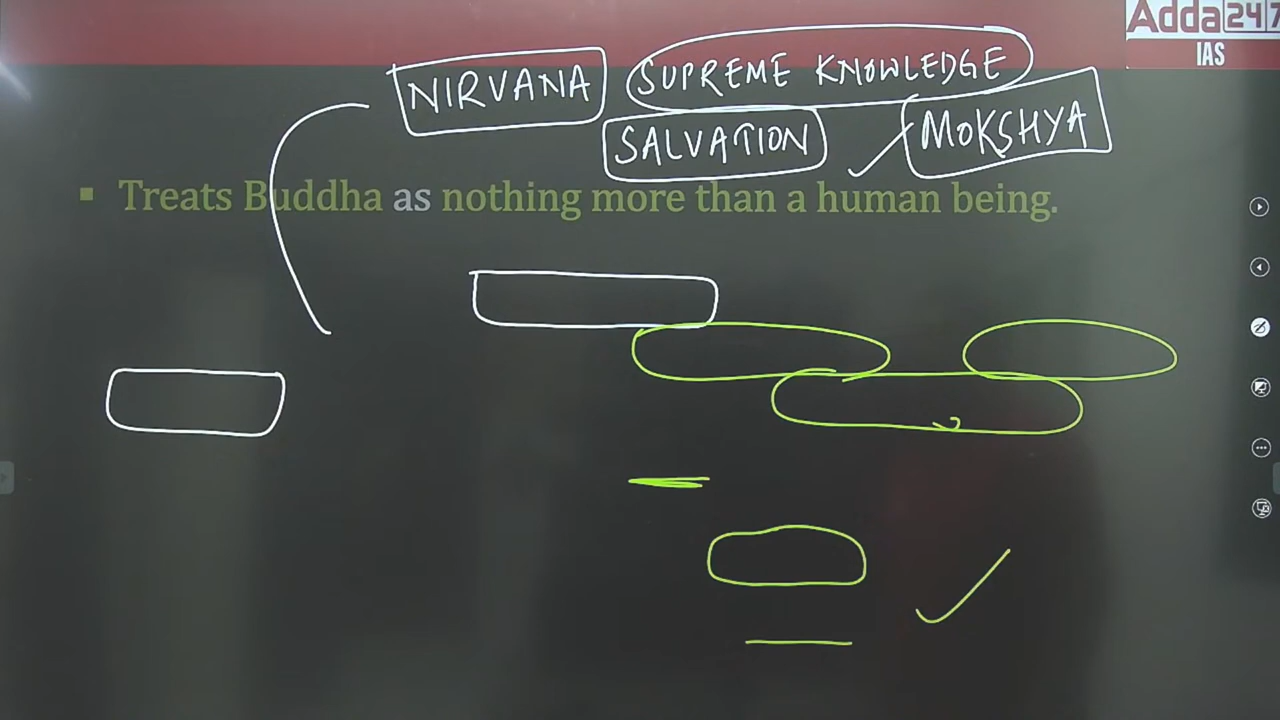 Adda247
IAS
NIRVANA
SUPREME KNOWLEDGE
SALVATION
MOKSHYA
▪ Treats Buddha as nothing more than a human being.